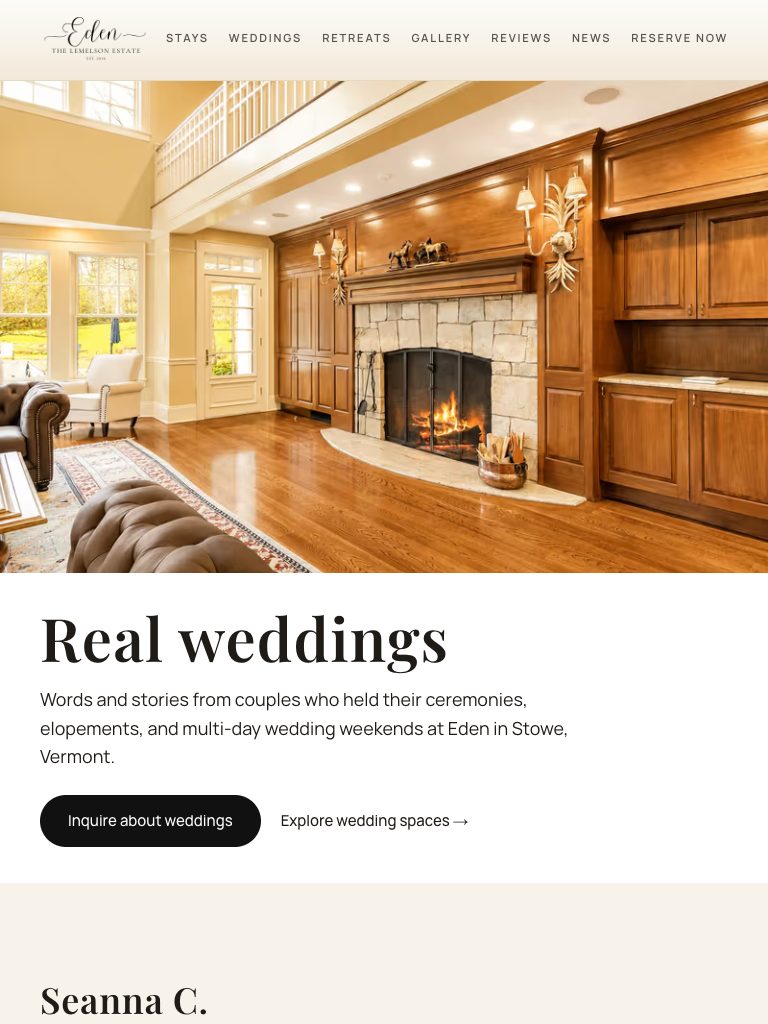 Eden
THE LEMELSON ESTATE
STAYS WEDDINGS RETREATS GALLERY REVIEWS NEWS RESERVE NOW
Real weddings
Words and stories from couples who held their ceremonies,
elopements, and multi-day wedding weekends at Eden in Stowe,
Vermont.
Inquire about weddings
Explore wedding spaces →
Seanna C.